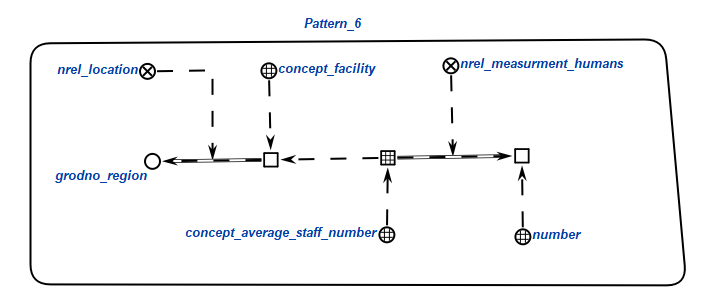 Pattern_6
nrel_location
concept_facility
nrel_measurment_humans
grodno_region
concept_average_staff_number
number